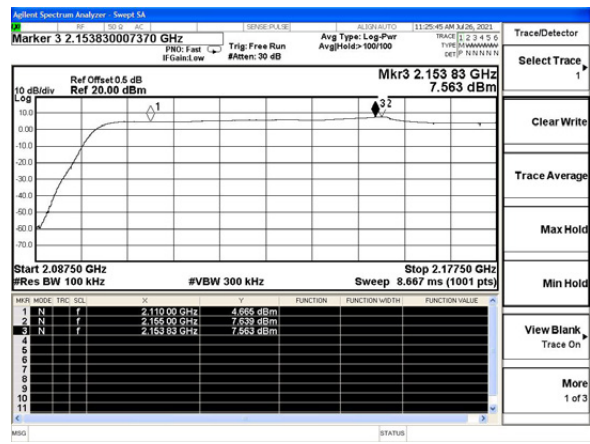 Agilent Spectrum Analyzer - Swept SA
RF 50 Ω AC SENSE:PULSE ALIGNAUTO 11:25:45 AM Jul 26, 2021
Marker 3 2.153830007370 GHz
PNO: Fast
IFGain:Low
Trig: Free Run
#Atten: 30 dB
Avg Type: Log-Pwr
Avg|Hold:>100/100
TRACE 1 2 3 4 5 6
TYPE M
DET P N N N N N
Ref Offset 0.5 dB
Ref 20.00 dBm
10 dB/div
Log
Mkr3 2.153 83 GHz
7.563 dBm
10.0
0.00
-10.0
-20.0
-30.0
-40.0
-50.0
-60.0
-70.0
1
3
2
Start 2.08750 GHz
Stop 2.17750 GHz
#Res BW 100 kHz
#VBW 300 kHz
Sweep 8.667 ms (1001 pts)
MKR MODE TRC SCL X Y FUNCTION FUNCTION WIDTH FUNCTION VALUE
1 N f 2.110 00 GHz 4.665 dBm
2 N f 2.155 00 GHz 7.639 dBm
3 N f 2.153 83 GHz 7.563 dBm
4
5
6
7
8
9
10
11
MSG STATUS
Trace/Detector
Select Trace
1
Clear Write
Trace Average
Max Hold
Min Hold
View Blank
Trace On
More
1 of 3